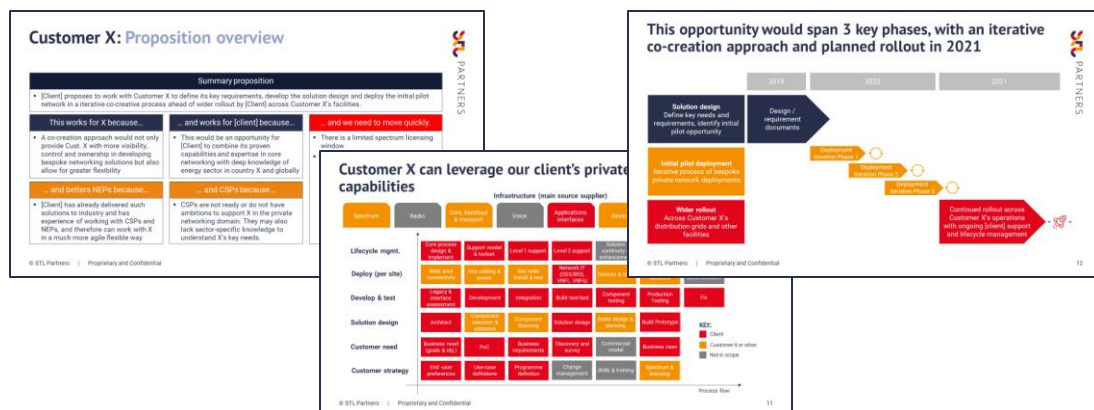 Customer X: Proposition overview
STL
PARTNERS
Summary proposition
• [Client] proposes to work with Customer X to define its key requirements, develop the solution design and deploy the initial pilot
network in a iterative co-creative process ahead of wider rollout by [Client] across Customer X's facilities.
This works for X because…
• A co-creation approach would not only
provide Cust. X with more visibility,
control and ownership in developing
bespoke networking solutions but also
allow for greater flexibility
… and works for [client] because…
• This would be an opportunity for
[Client] to combine its proven
capabilities and expertise in core
networking with deep knowledge of
energy sector in country X and globally
… and we need to move quickly.
• There is a limited spectrum licensing
window
… and betters NEPs because…
• [Client] has already delivered such
solutions to industry and has
experience of working with CSPs and
NEPs, and therefore can work with X
in a much more agile flexible way
… and CSPs because…
• CSPs are not ready or do not have
ambitions to support X in the private
networking domain. They may also
lack sector-specific knowledge to
understand X's key needs.
© STL Partners | Proprietary and Confidential
Customer X can leverage our client's private
capabilities
Infrastructure (main source supplier)
Spectrum
Radio
Core, backhaul
& transport
Voice
Applications
interfaces
Lifecycle mgmt.
Core process
design &
implement
Support model
& toolset
Level 1 support
Level 2 support
Solution
continuity
enhancement
Deploy (per site)
Wide area
connectivity
Site cabling &
power
Site radio
install & test
Network IT
(OSS/BSS,
VNFI, VNFs)
Develop & test
Legacy &
interface
assessment
Development
Integration
Build test-bed
Component
testing
Production
Testing
Fix
Solution design
Architect
Component
selection &
validation
Component
sourcing
Solution design
Radio design &
planning
Build Prototype
Customer need
Business need
(goals & obj.)
PoC
Business
requirements
Discovery and
survey
Commercial
model
Business case
Customer strategy
End -user
preferences
Use-case
definitions
Programme
definition
Change
management
Skills & training
Spectrum &
licensing
KEY:
Client
Customer X or other
Not in scope
Process flow
© STL Partners | Proprietary and Confidential
11
This opportunity would span 3 key phases, with an iterative
co-creation approach and planned rollout in 2021
STL
PARTNERS
2019
2020
2021
Solution design
Define key needs and
requirements, identify initial
pilot opportunity
Design /
requirement
documents
Initial pilot deployment
Iterative process of bespoke
private network deployments
Deployment
Iteration Phase 1
Deployment
Iteration Phase 2
Deployment
Iteration Phase 3
Wider rollout
Across Customer X's
distribution grids and other
facilities
Continued rollout across
Customer X's operations
with ongoing [client] support
and lifecycle management
12